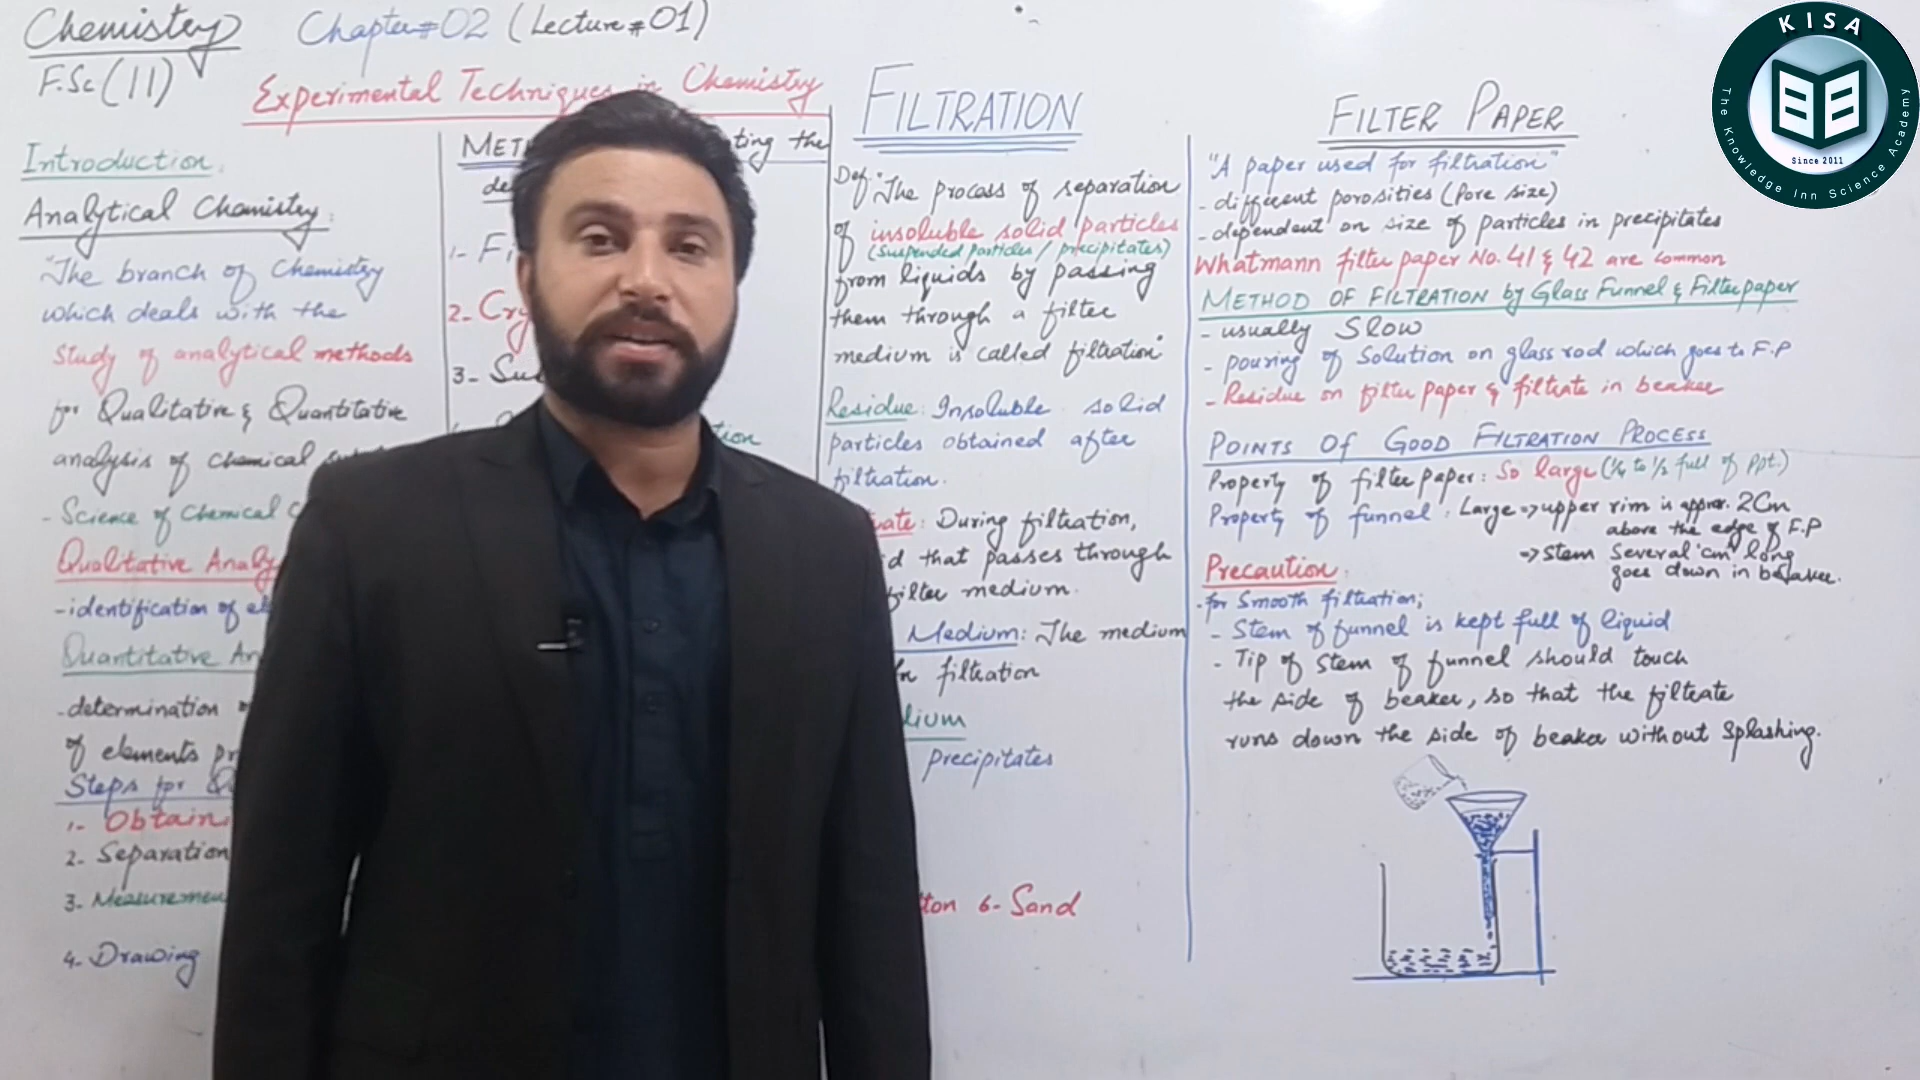 Chemistry Chapter#02 (Lecture#01)
F.Sc(11)
Experimental Techniques in Chemistry
Introduction:
Analytical Chemistry:
"The branch of Chemistry
which deals with the
Study of analytical methods
for Qualitative & Quantitative
analysis of chemical
- Science of Chemical
Qualitative
- identification of
Quantitative
- determination
of elements
Steps for
1- Obtain
2- Separation
3- Measuremen
4- Drawing
ting the
1- Fi
2- Cry
3- Su
tion
FILTRATION
Def: "The process of separation
of insoluble solid particles
(Suspended particles / precipitates)
from liquids by passing
them through a filter
medium is called filtration"
Residue: Insoluble solid
particles obtained after
filtration.
: During filtration,
that passes through
filter medium.
Medium: The medium
filtration
precipitates
6- Sand
FILTER PAPER
"A paper used for filtration"
- different porosities (Pore size)
- dependent on size of particles in precipitates
Whatmann filter paper No. 41 & 42 are common
METHOD OF FILTRATION by Glass Funnel & Filter paper
- usually Slow
- pouring of Solution on glass rod which goes to F.P
- Residue on filter paper & filtrate in beaker
POINTS OF GOOD FILTRATION PROCESS
Property of filter paper: So large (1/4 to 1/2 full of Ppt.)
Property of funnel: Large => upper rim is approx. 2Cm
above the edge of F.P
=> Stem Several "cm" long
goes down in beaker.
Precaution:
- for Smooth filtration;
- Stem of funnel is kept full of liquid
- Tip of stem of funnel should touch
the side of beaker, so that the filtrate
runs down the side of beaker without Splashing.
KISA
The Knowledge Inn Science Academy
Since 2011